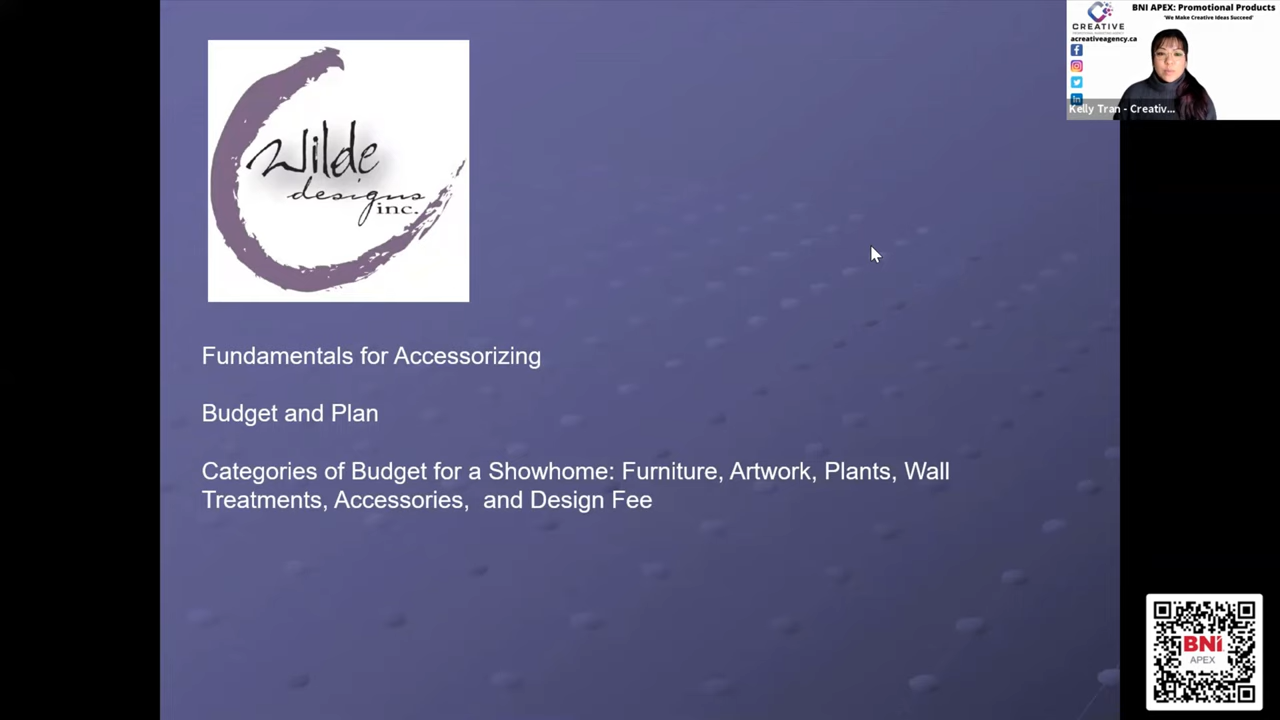 BNI APEX: Promotional Products
'We Make Creative Ideas Succeed'
CREATIVE
acreativeagency.ca
Kelly Tran - Creativ...
Wilde
designs
inc.
Fundamentals for Accessorizing
Budget and Plan
Categories of Budget for a Showhome: Furniture, Artwork, Plants, Wall
Treatments, Accessories, and Design Fee
BNI
APEX